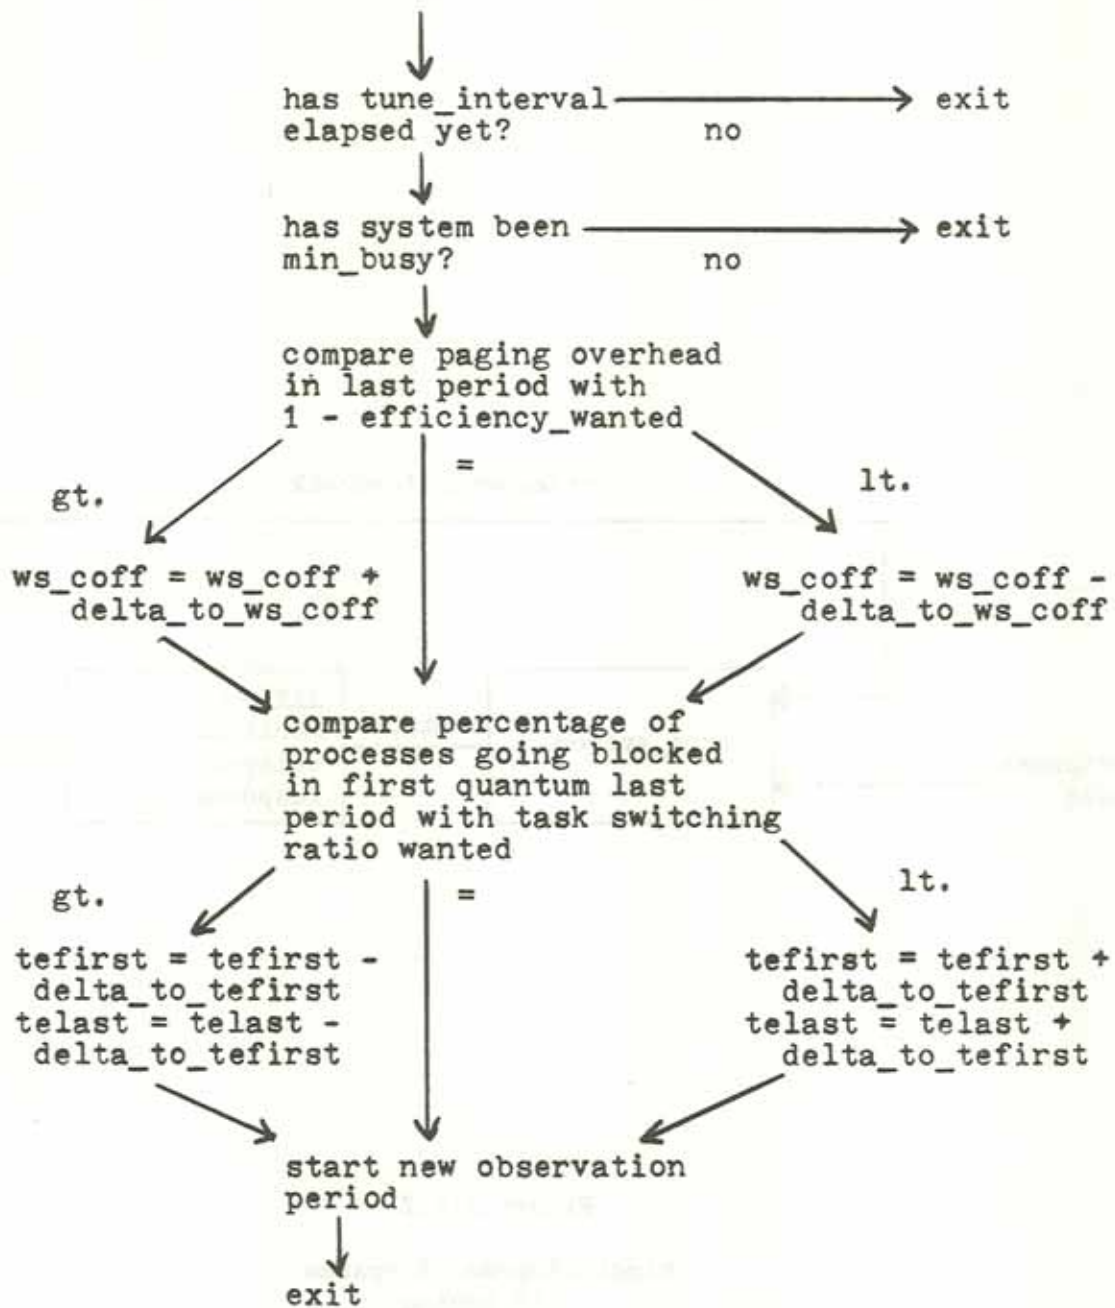 has tune_interval
elapsed yet?
exit
no
has system been
min_busy?
exit
no
compare paging overhead
in last period with
1 - efficiency_wanted
gt.
=
lt.
ws_coff = ws_coff +
delta_to_ws_coff
ws_coff = ws_coff -
delta_to_ws_coff
compare percentage of
processes going blocked
in first quantum last
period with task switching
ratio wanted
gt.
=
lt.
tefirst = tefirst -
delta_to_tefirst
telast = telast -
delta_to_tefirst
tefirst = tefirst +
delta_to_tefirst
telast = telast +
delta_to_tefirst
start new observation
period
exit